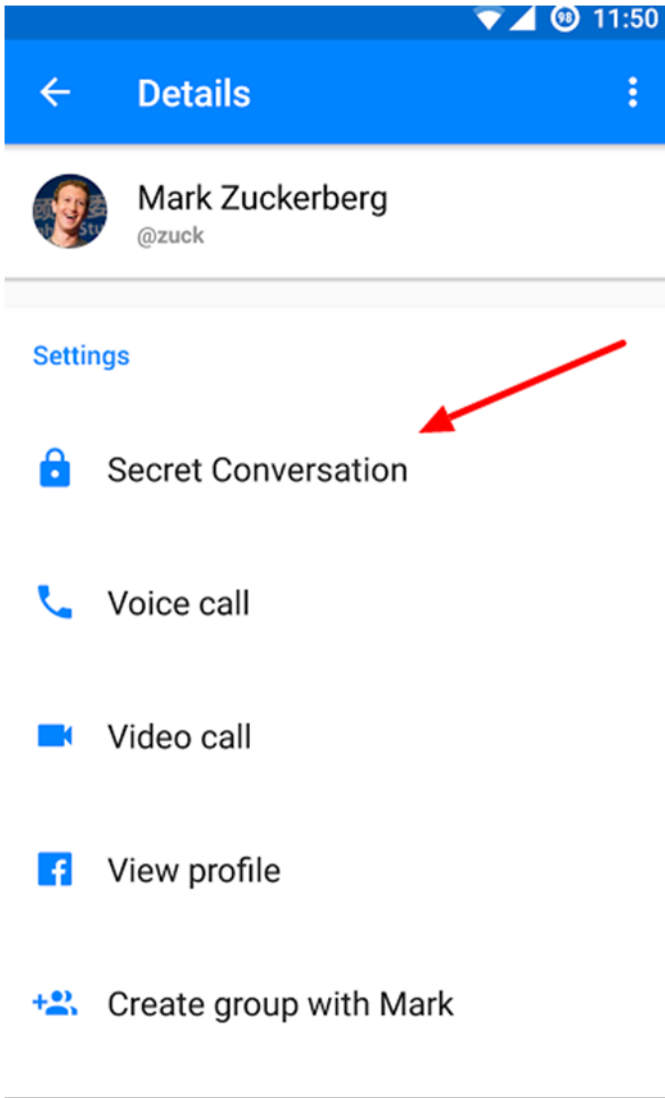 98 11:50
Details
Mark Zuckerberg
@zuck
Settings
Secret Conversation
Voice call
Video call
View profile
Create group with Mark